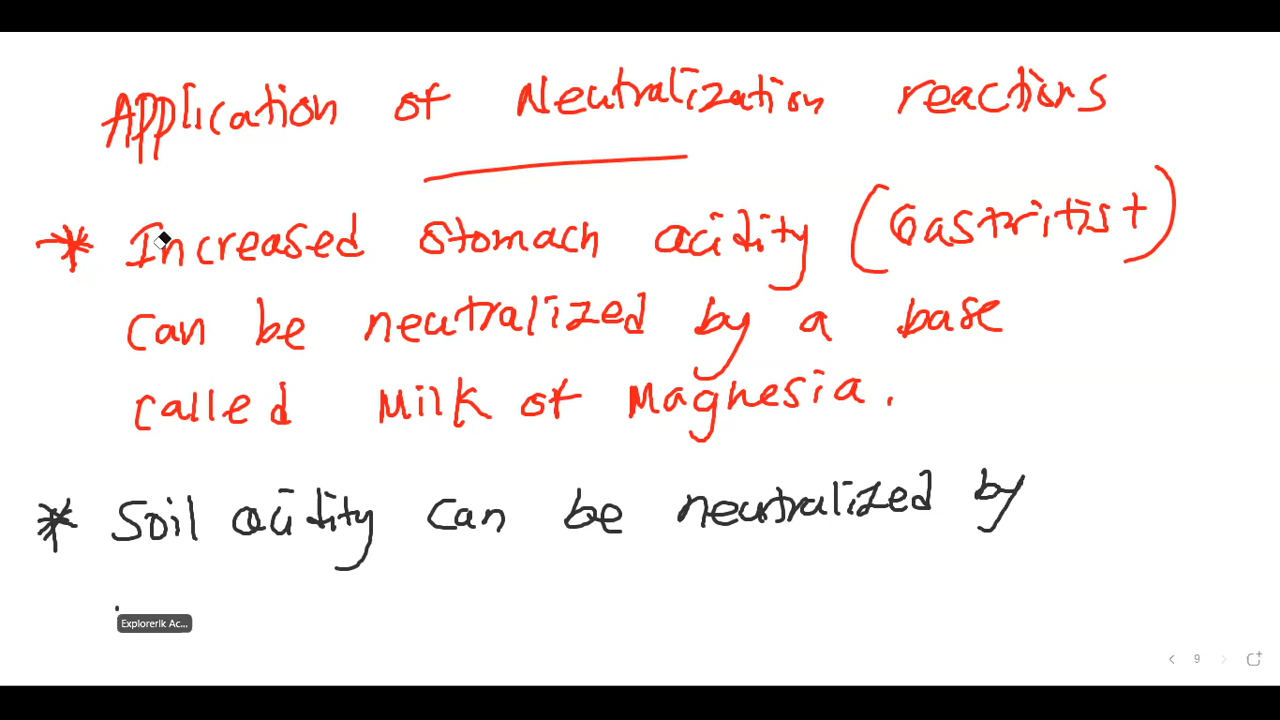 Application of Neutralization reactions
* Increased stomach acidity (Gastritist)
can be neutralized by a base
called Milk of Magnesia.
* Soil acidity can be neutralized by
Explorerlk Ac...
9